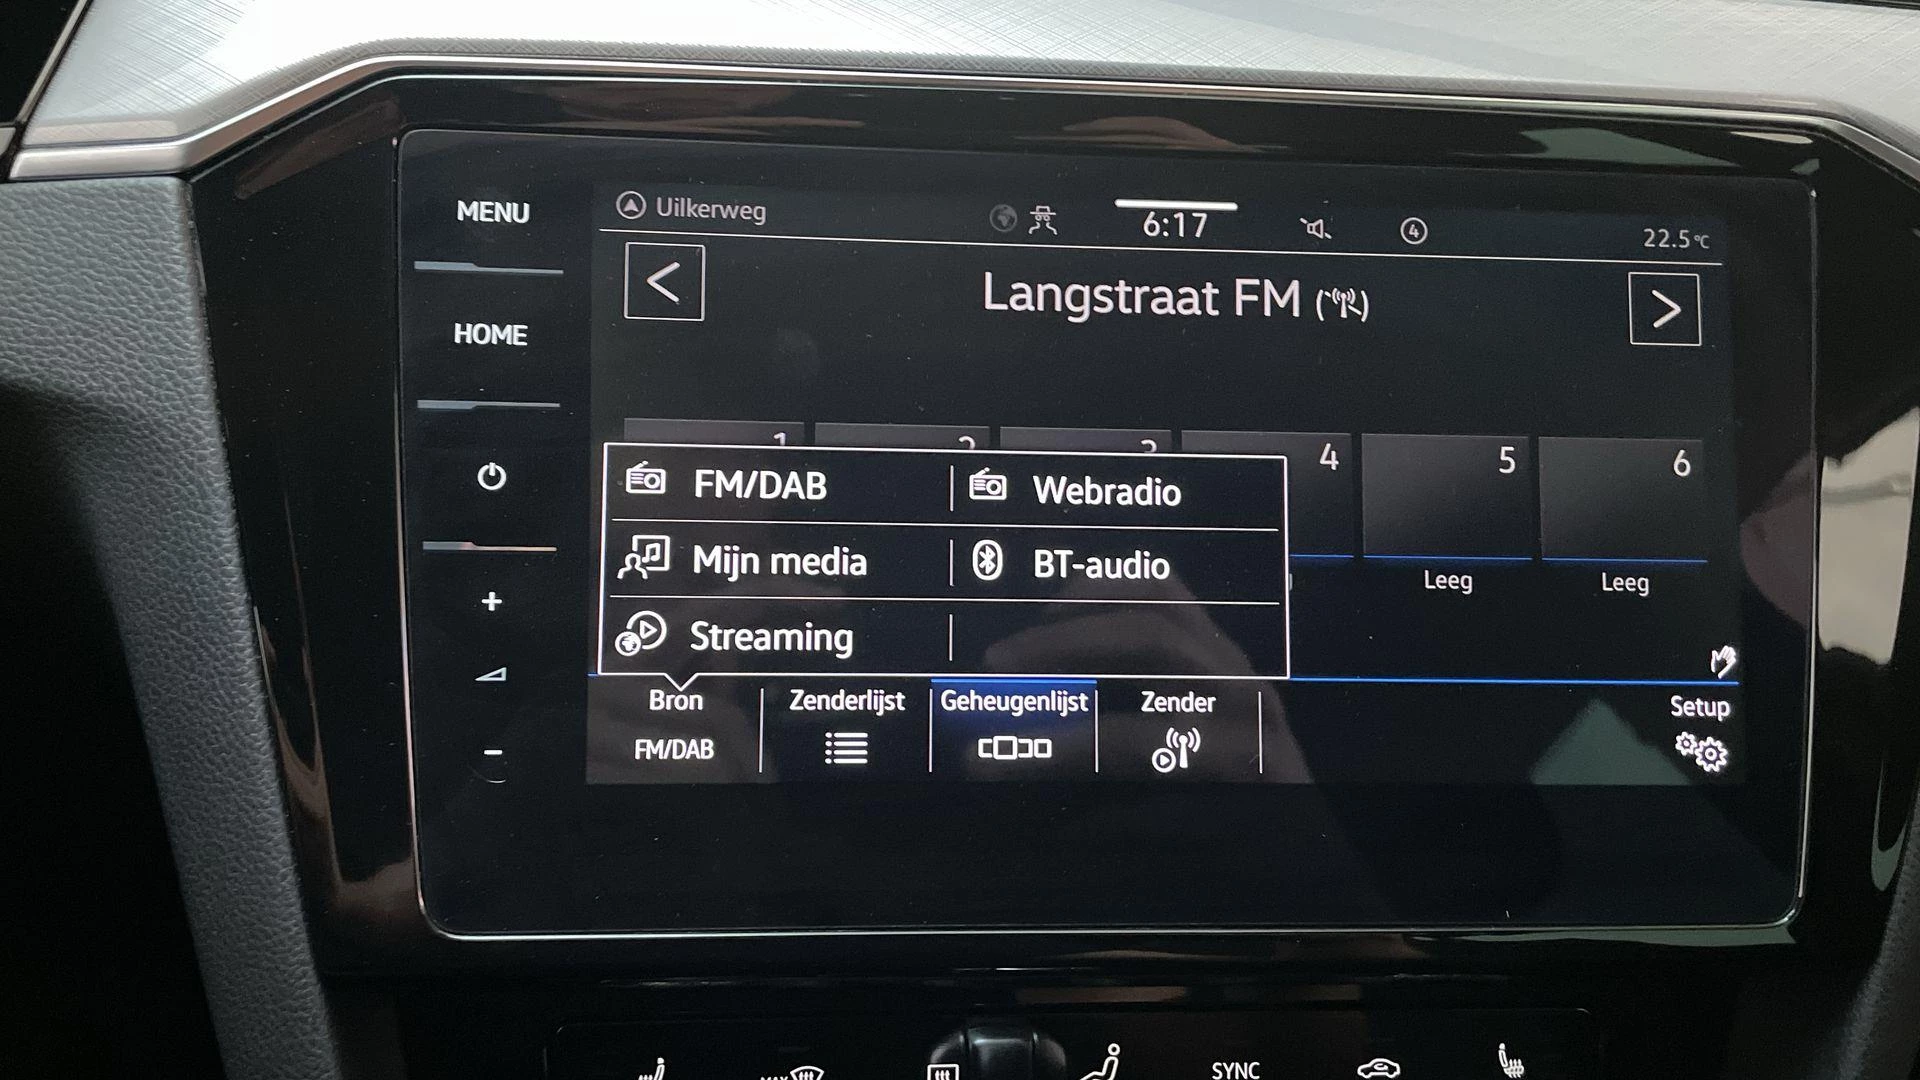 MENU
HOME
Uilkerweg
6:17
4
22.5°C
<
Langstraat FM
>
1
2
3
4
5
6
Leeg
Leeg
FM/DAB
Webradio
Mijn media
BT-audio
Streaming
+
−
Bron
FM/DAB
Zenderlijst
Geheugenlijst
Zender
Setup
SYNC